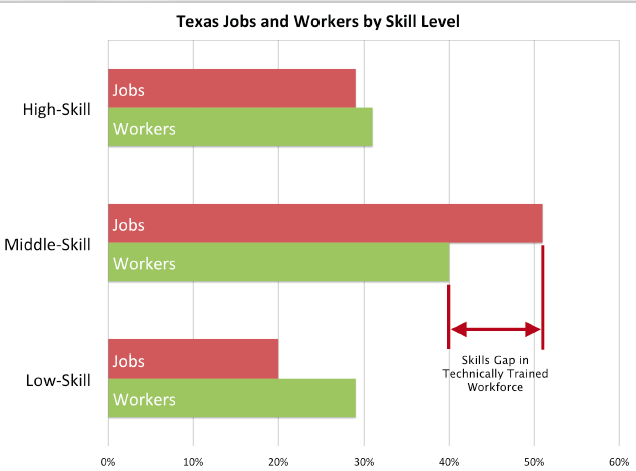 Texas Jobs and Workers by Skill Level
High-Skill
Jobs
Workers
Middle-Skill
Jobs
Workers
Skills Gap in
Technically Trained
Workforce
Low-Skill
Jobs
Workers
0% 10% 20% 30% 40% 50% 60%